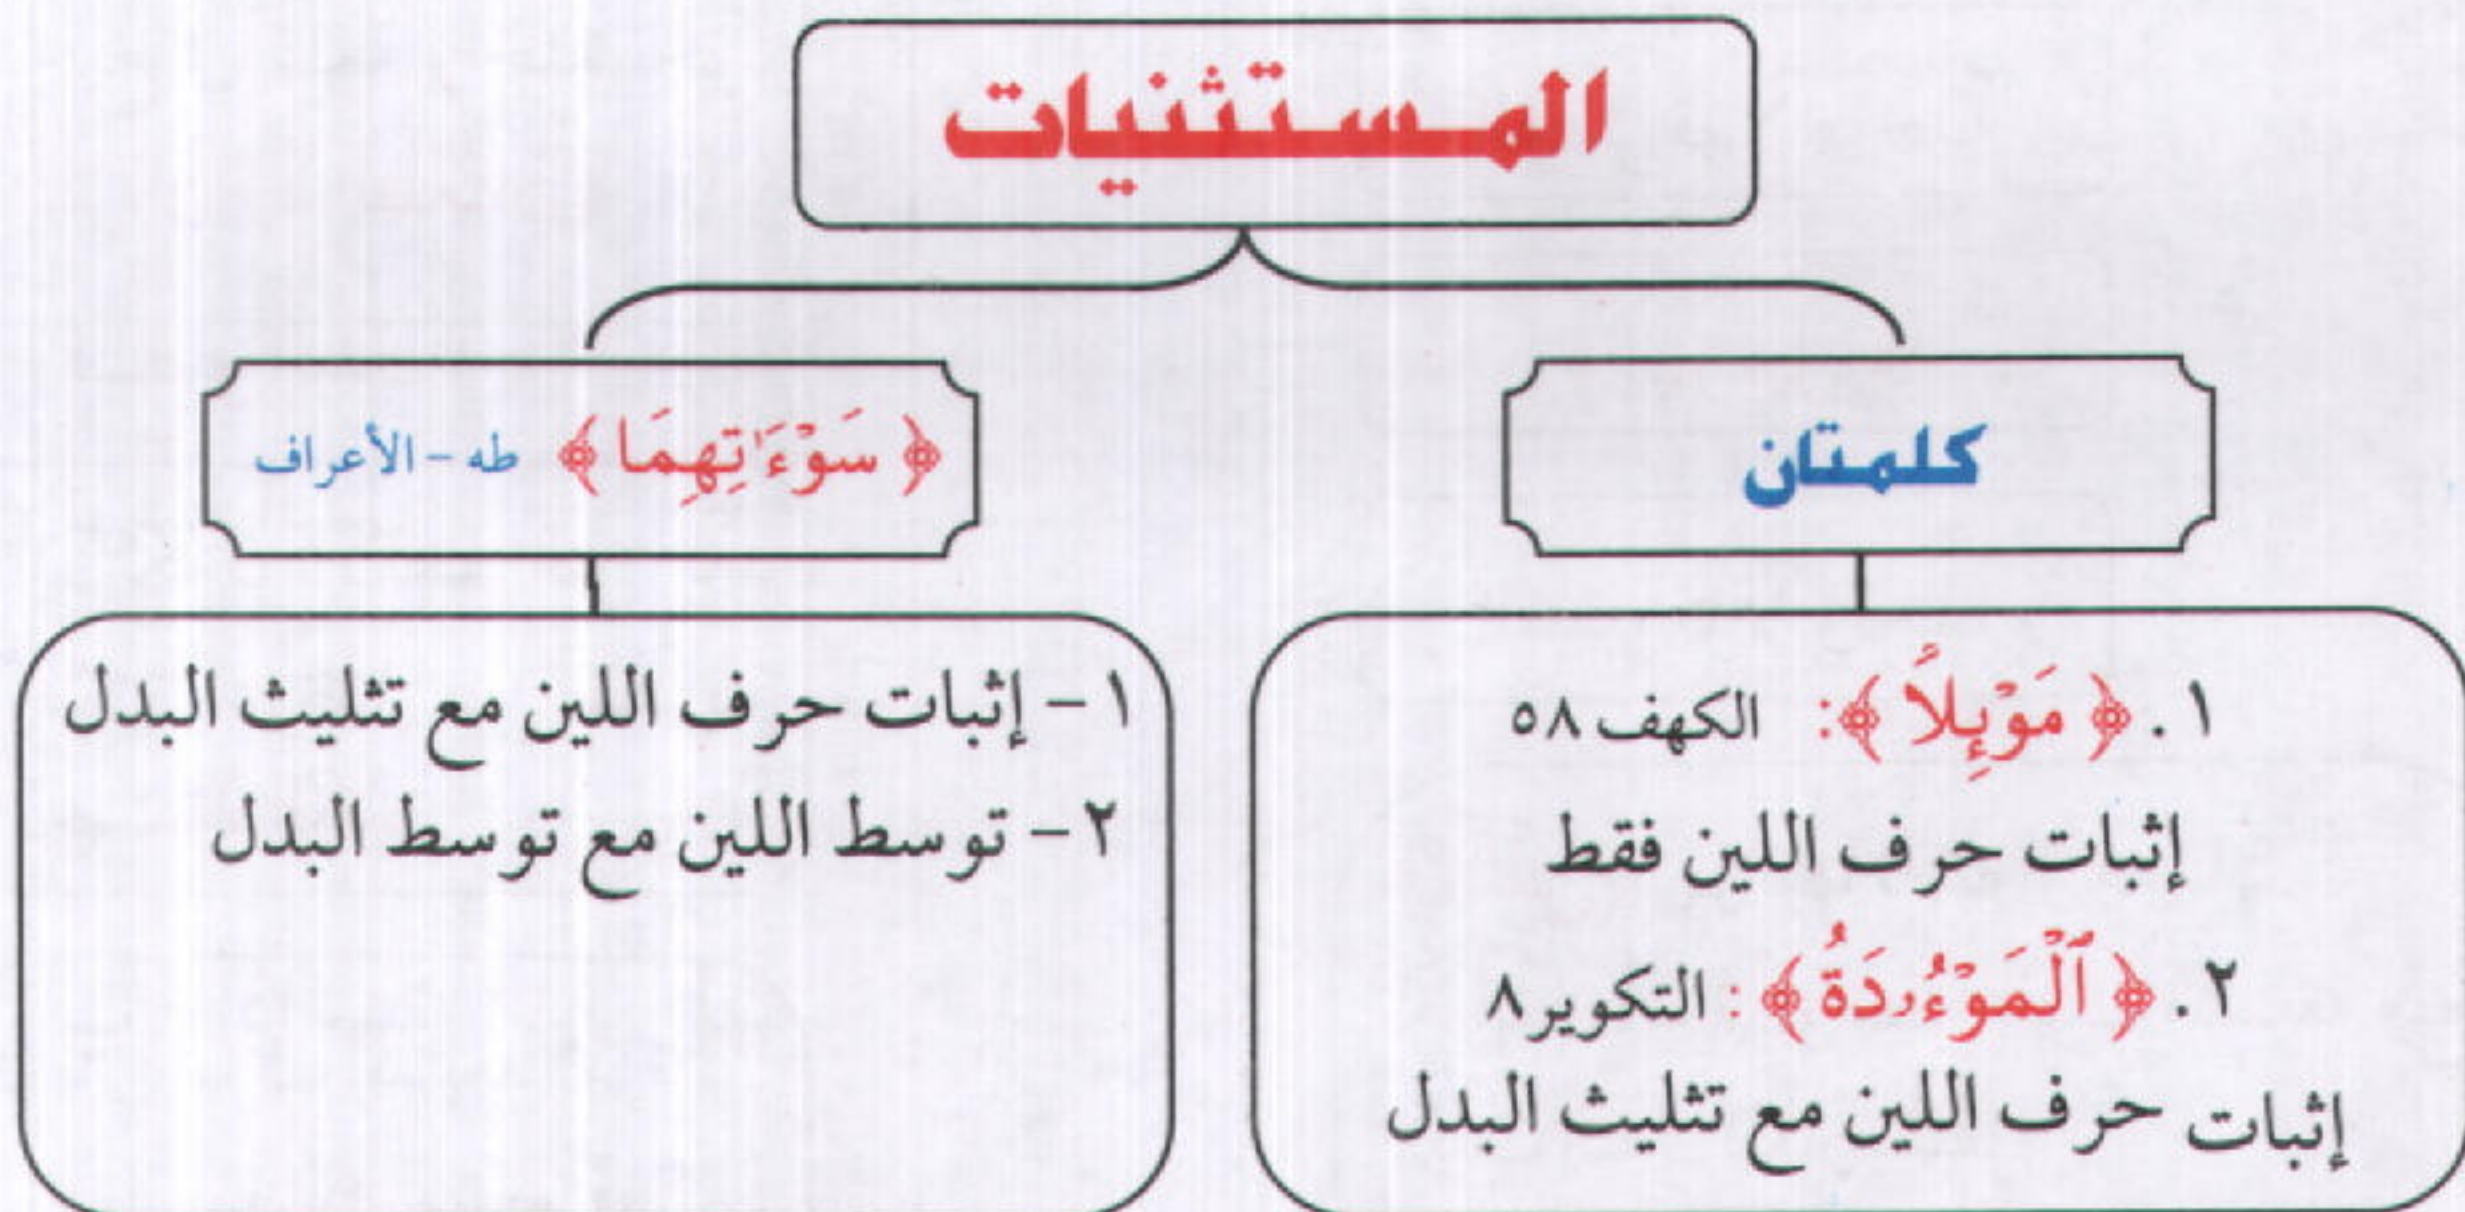 المستثنيات
كلمتان
١. ﴿ مَوْئِلاً ﴾: الكهف ٥٨
إثبات حرف اللين فقط
٢. ﴿ ٱلْمَوْءُۥدَةُ ﴾: التكوير ٨
إثبات حرف اللين مع تثليث البدل
﴿ سَوْءَٰتِهِمَا ﴾ طه - الأعراف
١ - إثبات حرف اللين مع تثليث البدل
٢ - توسط اللين مع توسط البدل